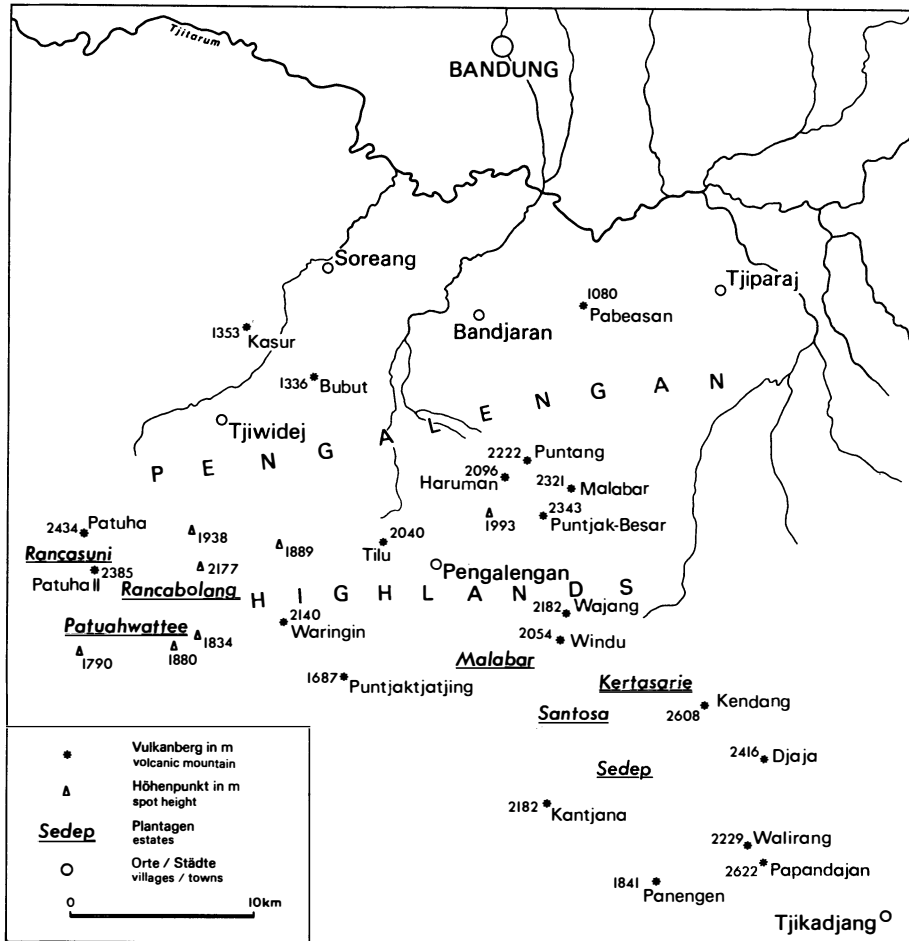 Tjitarum
BANDUNG
Soreang
Tjiparaj
1080
Pabeasan
Bandjaran
1353
Kasur
1336 Bubut
Tjiwidej
PENGALENGAN
2222 Puntang
2096
Haruman
2321 Malabar
2343
Puntjak-Besar
1993
2434 Patuha
1938
1889
2040
Tilu
Rancasuni
2385
Patuha II
2177
Rancabolang
Pengalengan
HIGHLANDS
2182 Wajang
2140
Waringin
Patuahwattee
1834
1790
1880
2054 Windu
Malabar
1687
Puntjaktjatjing
Kertasarie
Kendang
2608
Santosa
2416 Djaja
Sedep
2182 Kantjana
2229 Walirang
2622 Papandajan
1841 Panengen
Tjikadjang
Vulkanberg in m
volcanic mountain
Höhenpunkt in m
spot height
Sedep Plantagen
estates
Orte / Städte
villages / towns
0 10km